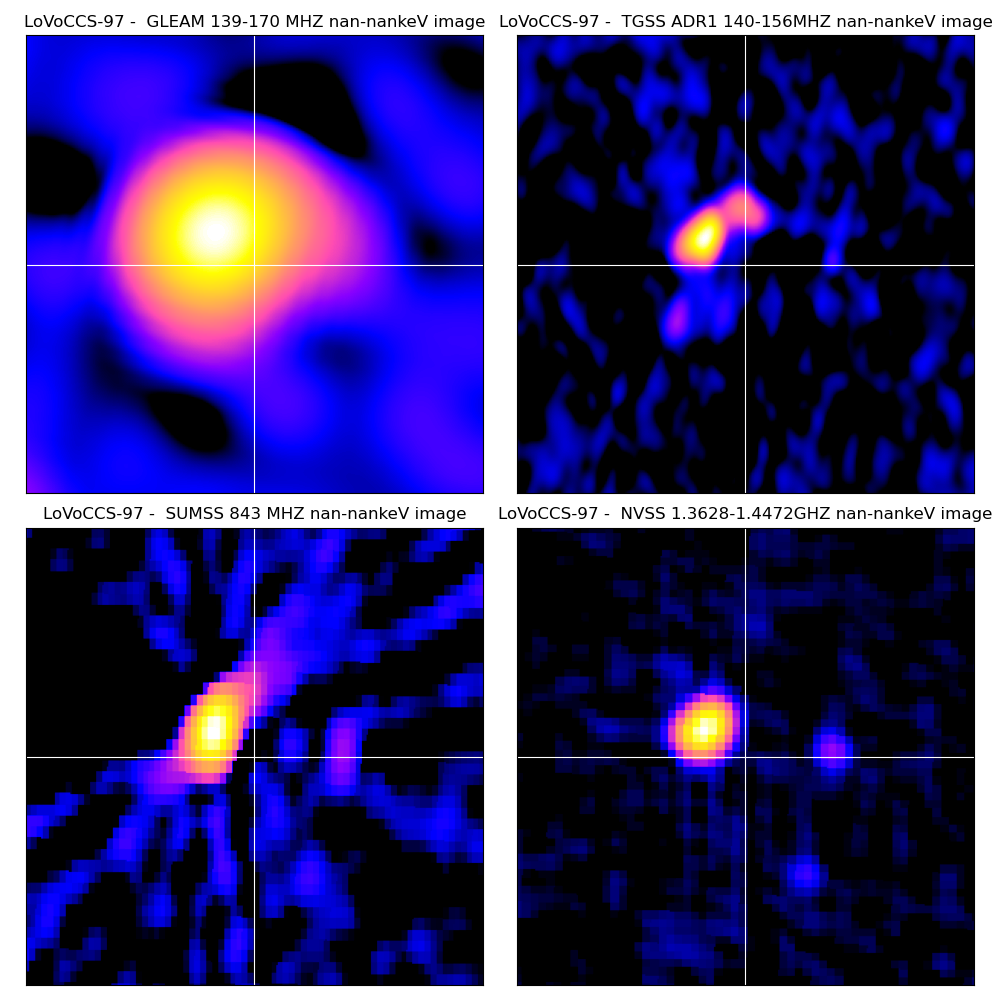 LoVoCCS-97 -  GLEAM 139-170 MHZ nan-nankeV image
LoVoCCS-97 -  TGSS ADR1 140-156MHZ nan-nankeV image
LoVoCCS-97 -  SUMSS 843 MHZ nan-nankeV image
LoVoCCS-97 -  NVSS 1.3628-1.4472GHZ nan-nankeV image